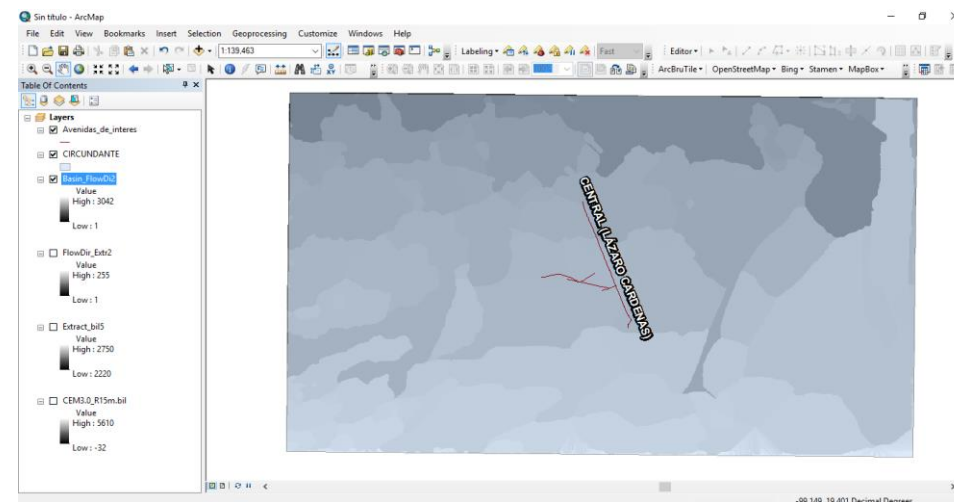 Sin título - ArcMap
File Edit View Bookmarks Insert Selection Geoprocessing Customize Windows Help
1:139,463 Labeling Fast Editor
ArcBruTile OpenStreetMap Bing Stamen MapBox
Table Of Contents
Layers
Avenidas_de_interes
CIRCUNDANTE
Basin_FlowDi2
Value
High : 3042
Low : 1
FlowDir_Extr2
Value
High : 255
Low : 1
Extract_bil5
Value
High : 2750
Low : 2220
CEM3.0_R15m.bil
Value
High : 5610
Low : -32
CENTRAL (LÁZARO CARDENAS)
-99.149 19.401 Decimal Degrees